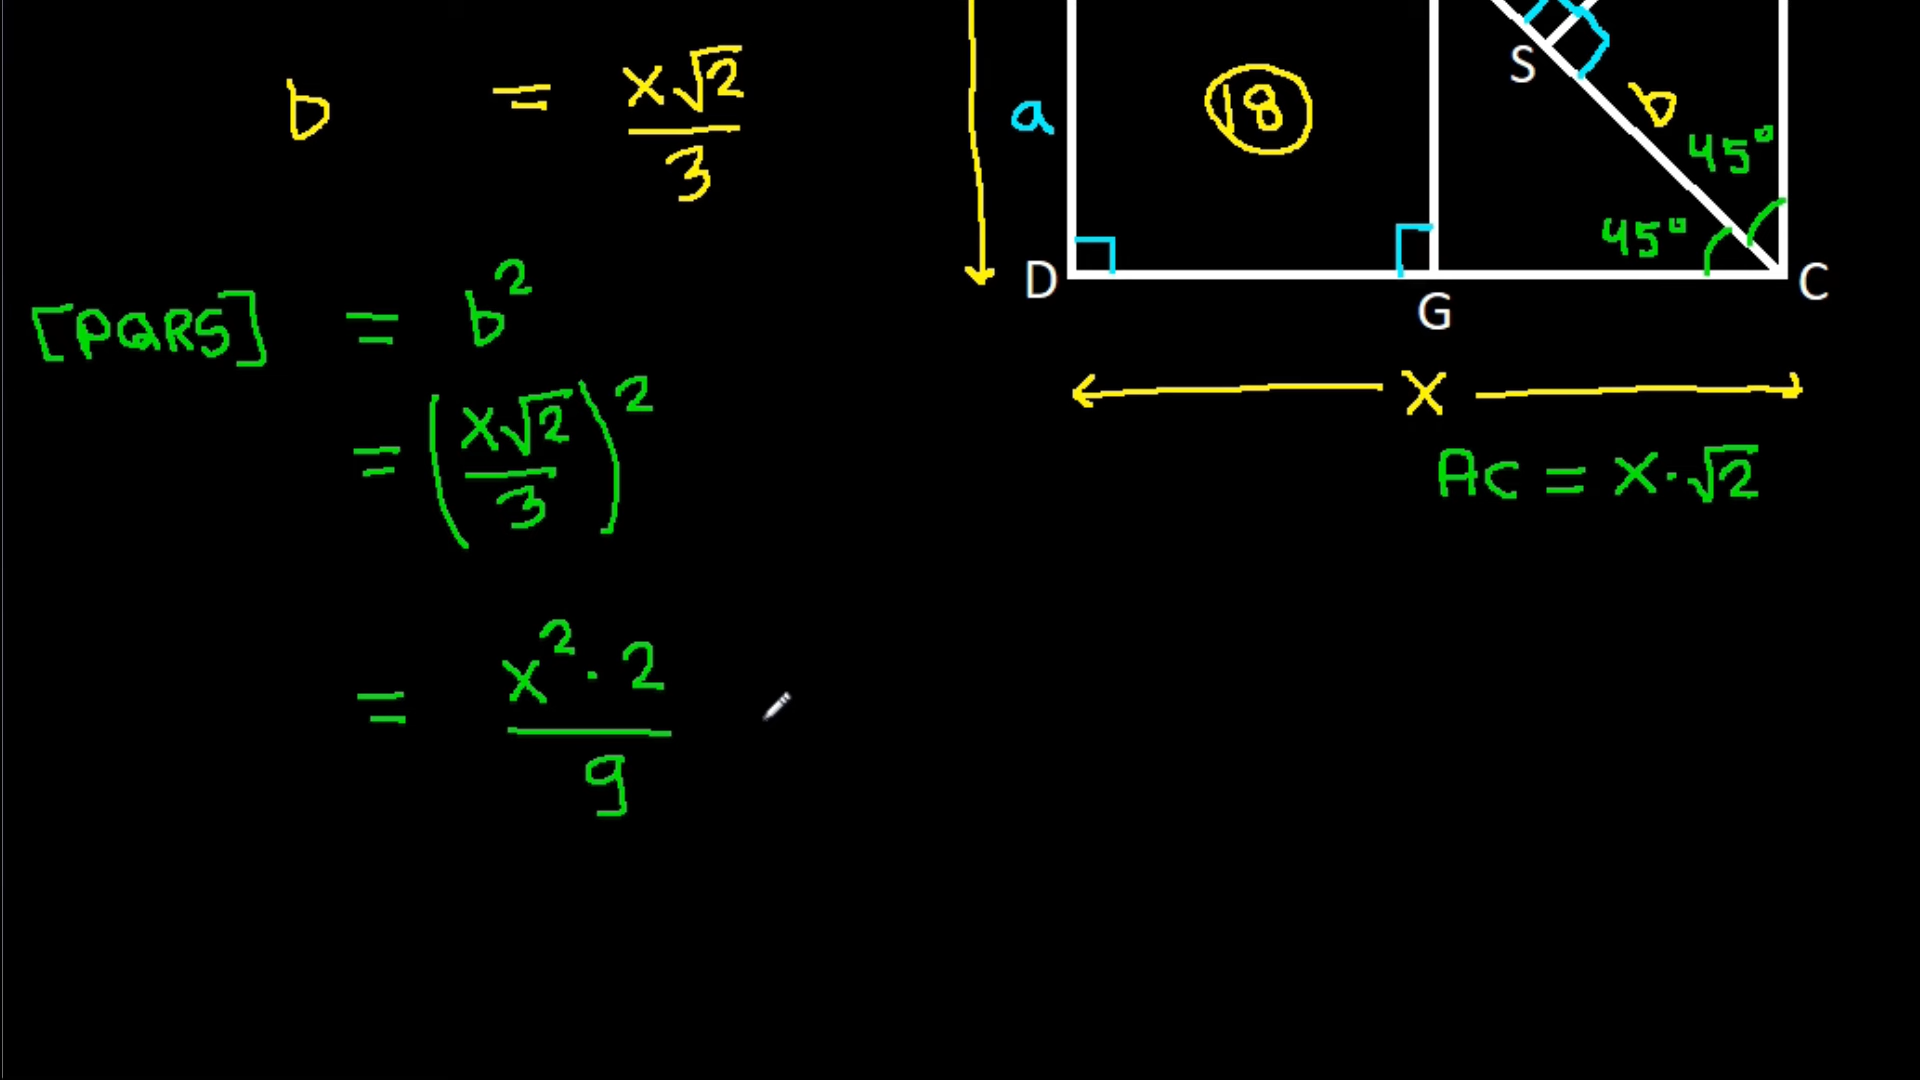 b = x√2/3
[PQRS] = b²
= (x√2/3)²
= x²·2/9
S
b
a
18
45°
45°
D
G
C
x
AC = x·√2